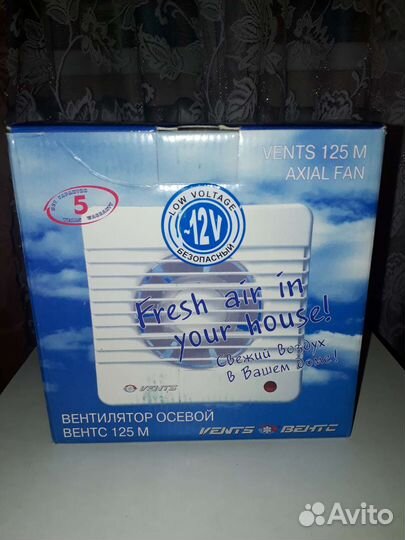 VENTS 125 M
AXIAL FAN
5
LOW VOLTAGE
~12V
БЕЗОПАСНЫЙ
Fresh air in
your house!
Свежий Воздух
в Вашем доме!
VENTS
ВЕНТИЛЯТОР ОСЕВОЙ
ВЕНТС 125 М
VENTS ВЕНТС
Avito